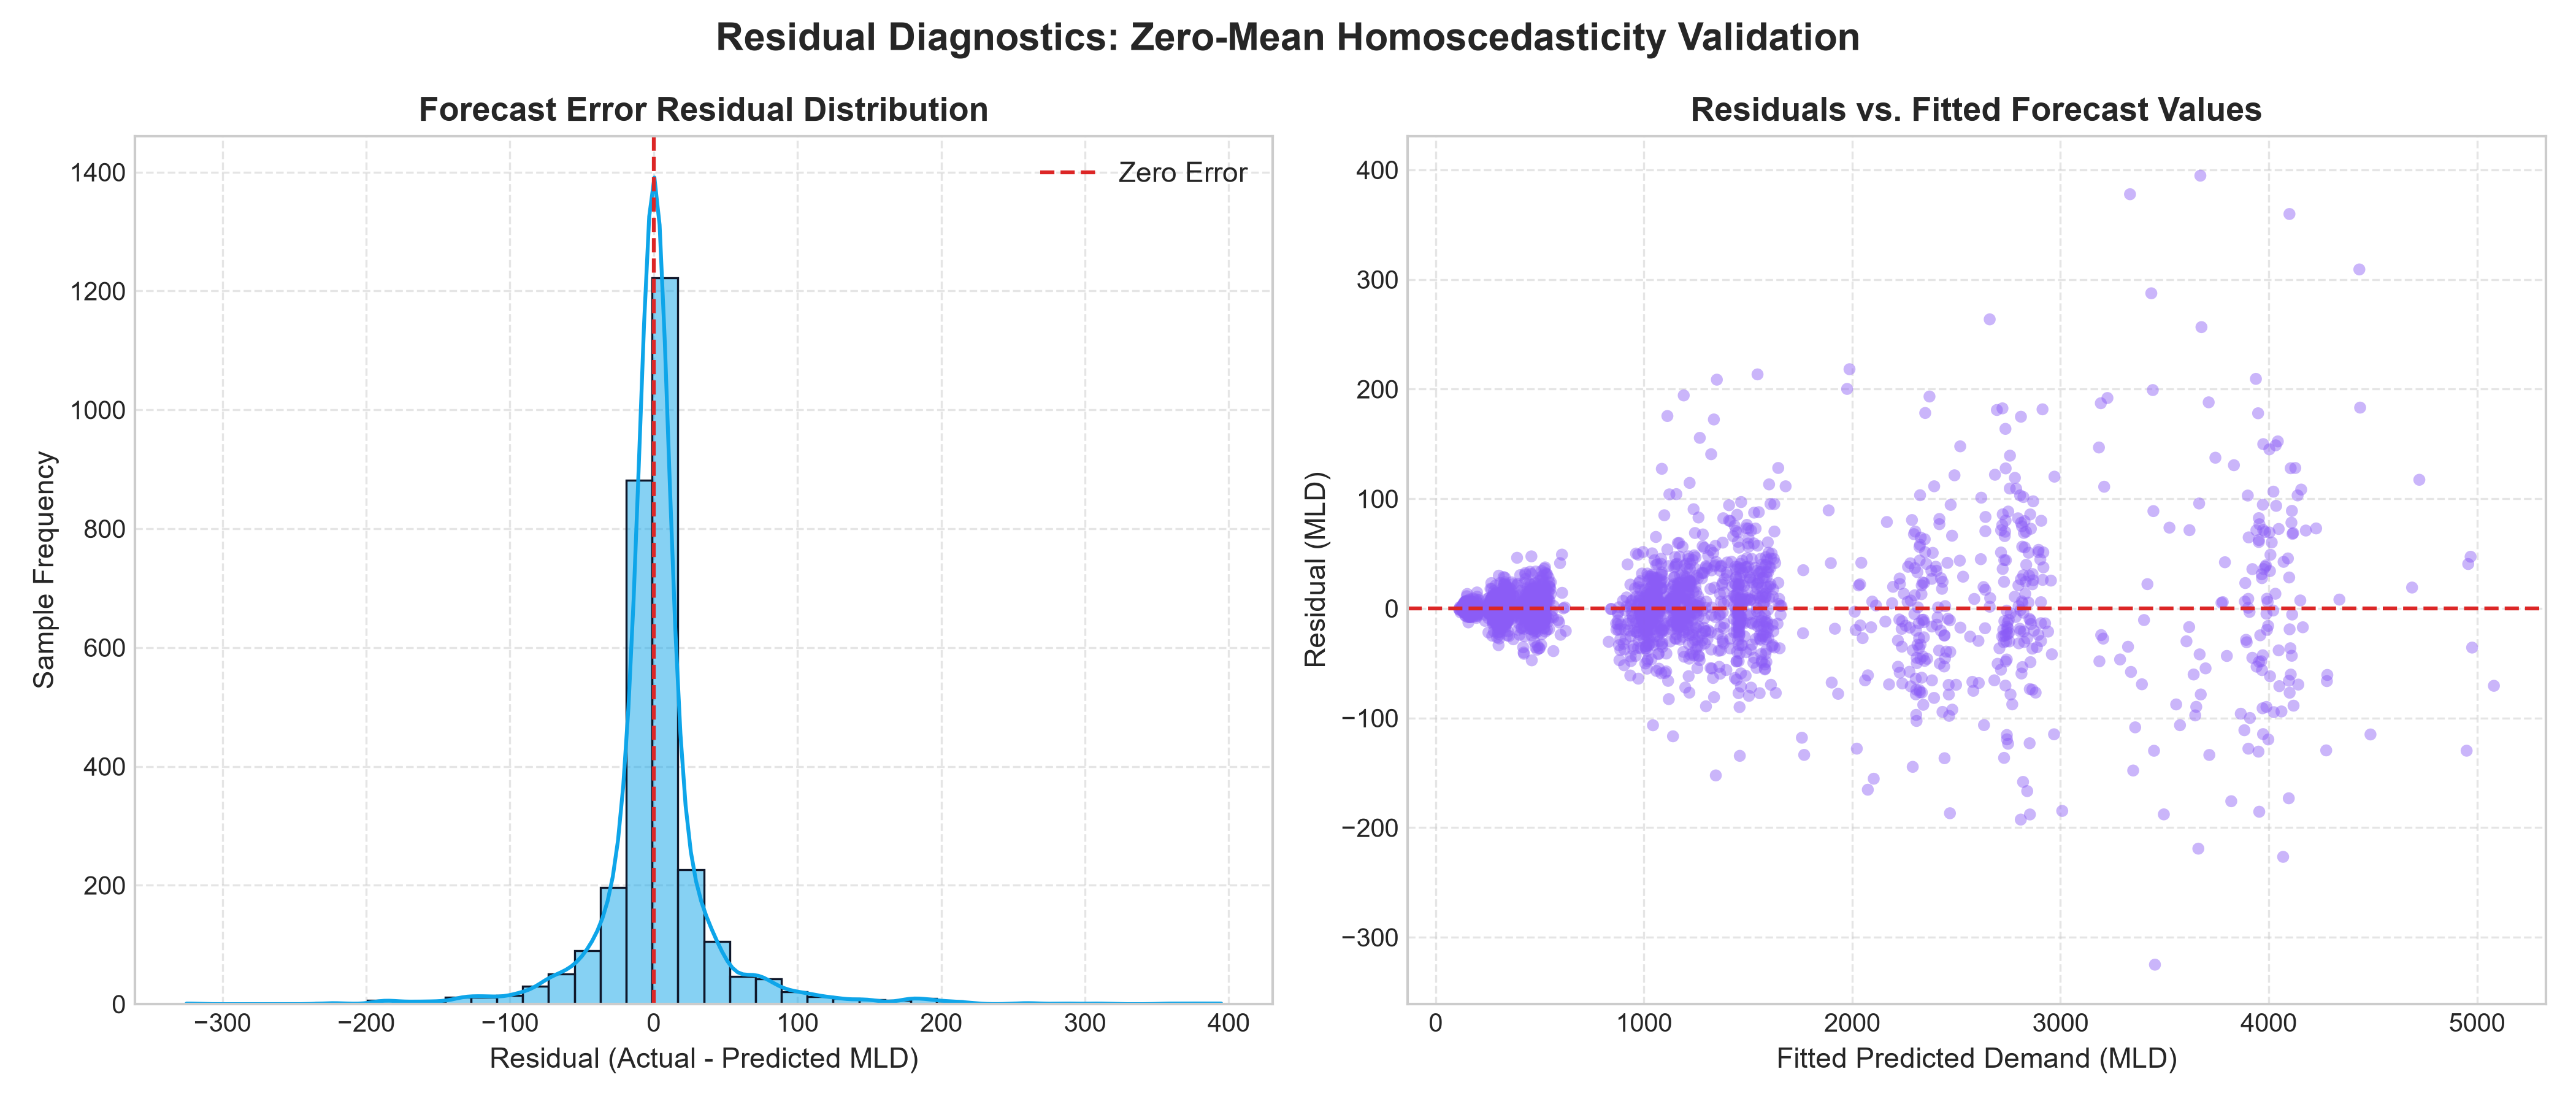 Residual Diagnostics: Zero-Mean Homoscedasticity Validation
Forecast Error Residual Distribution
1400
1200
1000
800
600
400
200
0
Sample Frequency
Zero Error
−300 −200 −100 0 100 200 300 400
Residual (Actual - Predicted MLD)
Residuals vs. Fitted Forecast Values
400
300
200
100
0
−100
−200
−300
Residual (MLD)
0 1000 2000 3000 4000 5000
Fitted Predicted Demand (MLD)